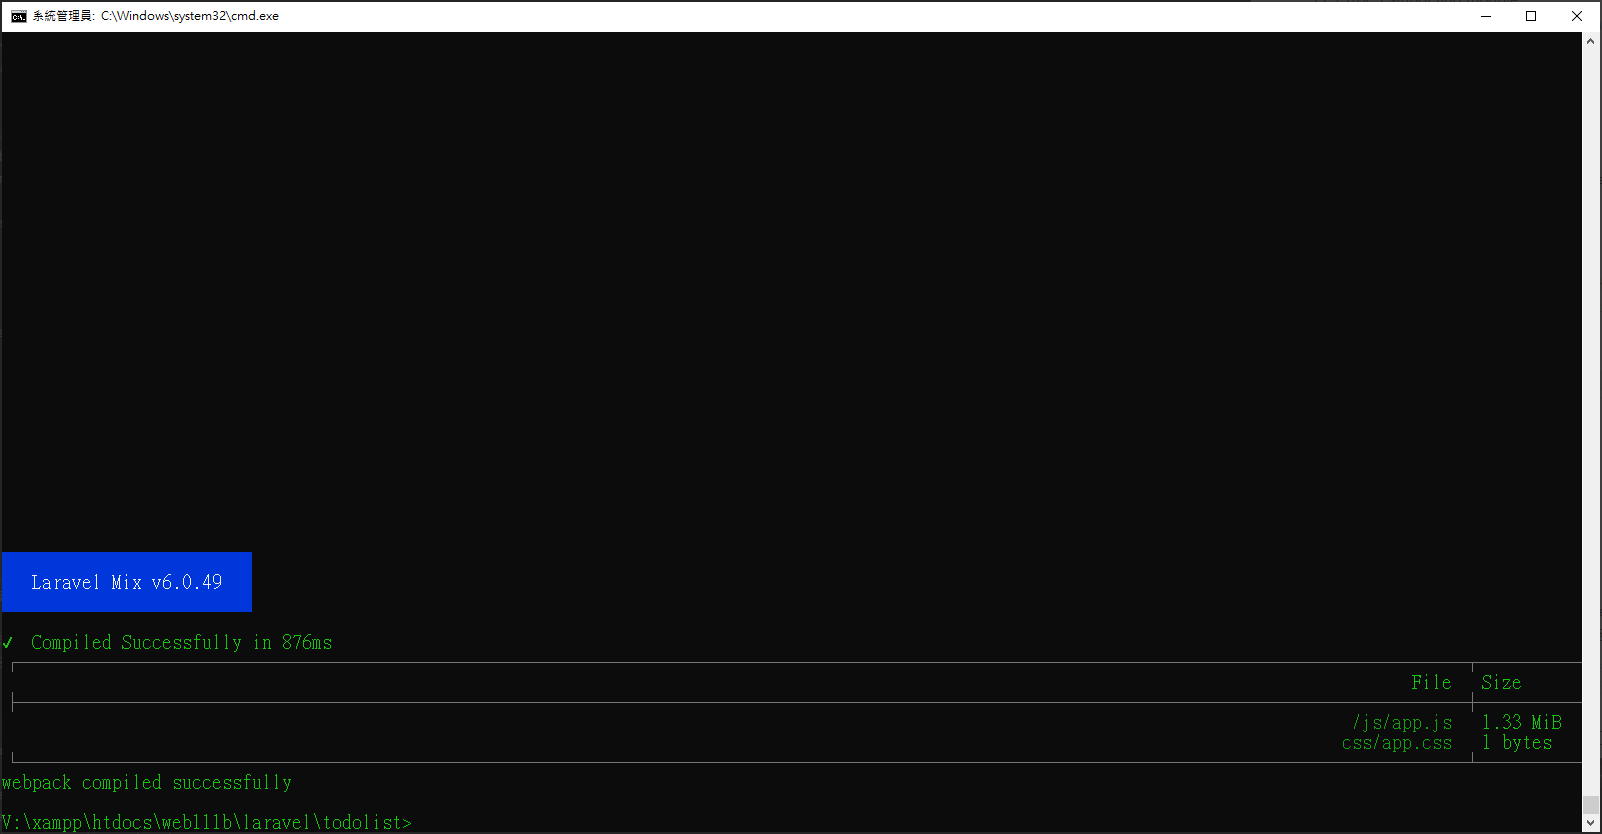 系統管理員: C:\Windows\system32\cmd.exe
Laravel Mix v6.0.49
✓ Compiled Successfully in 876ms
File Size
/js/app.js 1.33 MiB
css/app.css 1 bytes
webpack compiled successfully
V:\xampp\htdocs\web111b\laravel\todolist>